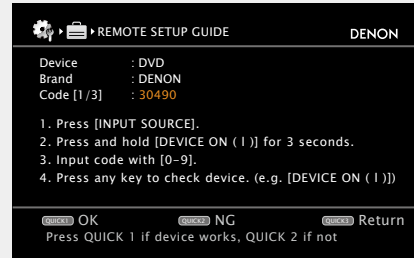 REMOTE SETUP GUIDE DENON
Device : DVD
Brand : DENON
Code [1/3] : 30490
1. Press [INPUT SOURCE].
2. Press and hold [DEVICE ON ( I )] for 3 seconds.
3. Input code with [0–9].
4. Press any key to check device. (e.g. [DEVICE ON ( I )])
QUICK1 OK QUICK2 NG QUICK3 Return
Press QUICK 1 if device works, QUICK 2 if not